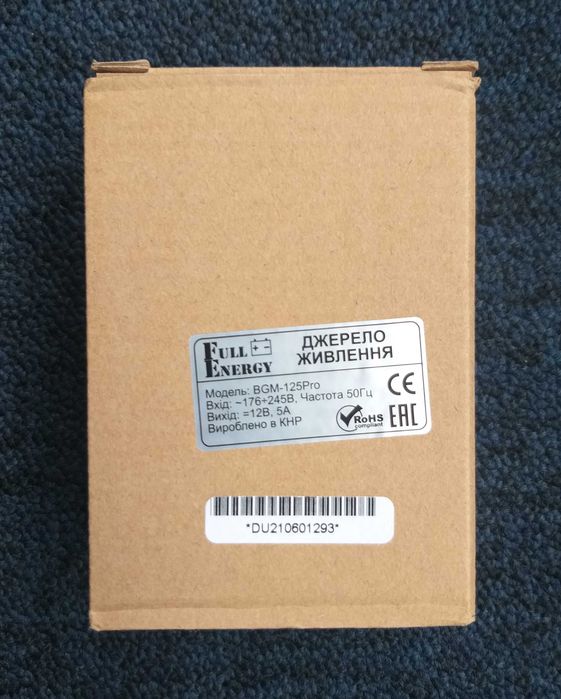 FULL ENERGY
ДЖЕРЕЛО
ЖИВЛЕННЯ
Модель: BGM-125Pro
Вхід: ~176÷245В, Частота 50Гц
Вихід: =12В, 5А
Вироблено в КНР
CE
RoHS
compliant
EAC
*DU210601293*